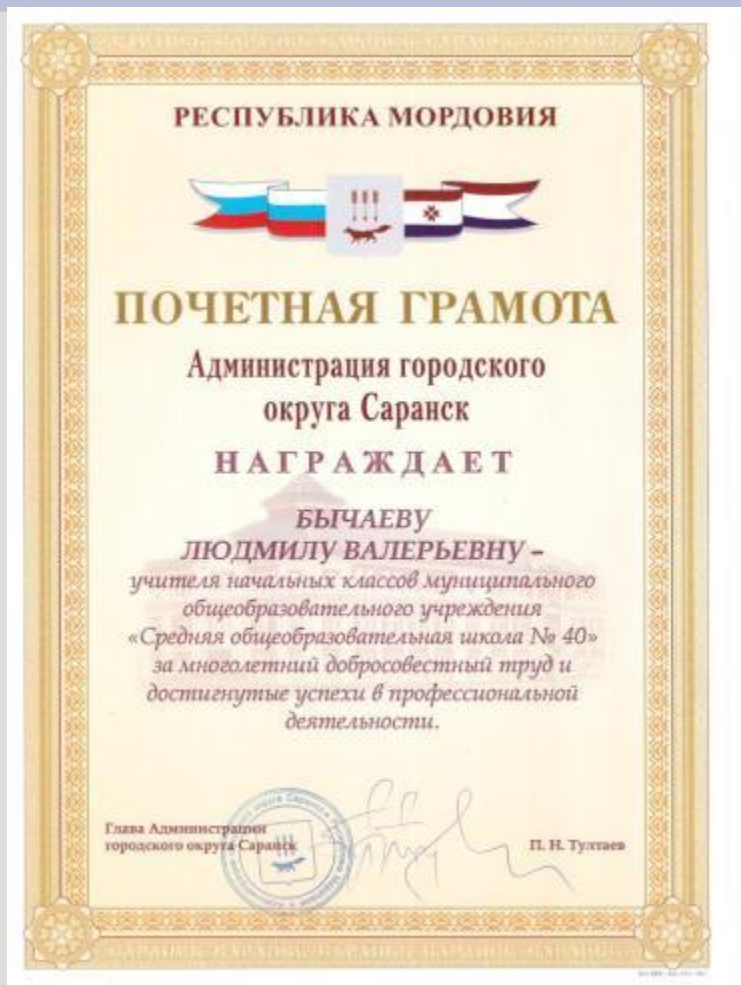 РЕСПУБЛИКА МОРДОВИЯ
ПОЧЕТНАЯ ГРАМОТА
Администрация городского
округа Саранск
НАГРАЖДАЕТ
БЫЧАЕВУ
ЛЮДМИЛУ ВАЛЕРЬЕВНУ –
учителя начальных классов муниципального
общеобразовательного учреждения
«Средняя общеобразовательная школа № 40»
за многолетний добросовестный труд и
достигнутые успехи в профессиональной
деятельности.
Глава Администрации
городского округа Саранск
П. Н. Тултаев